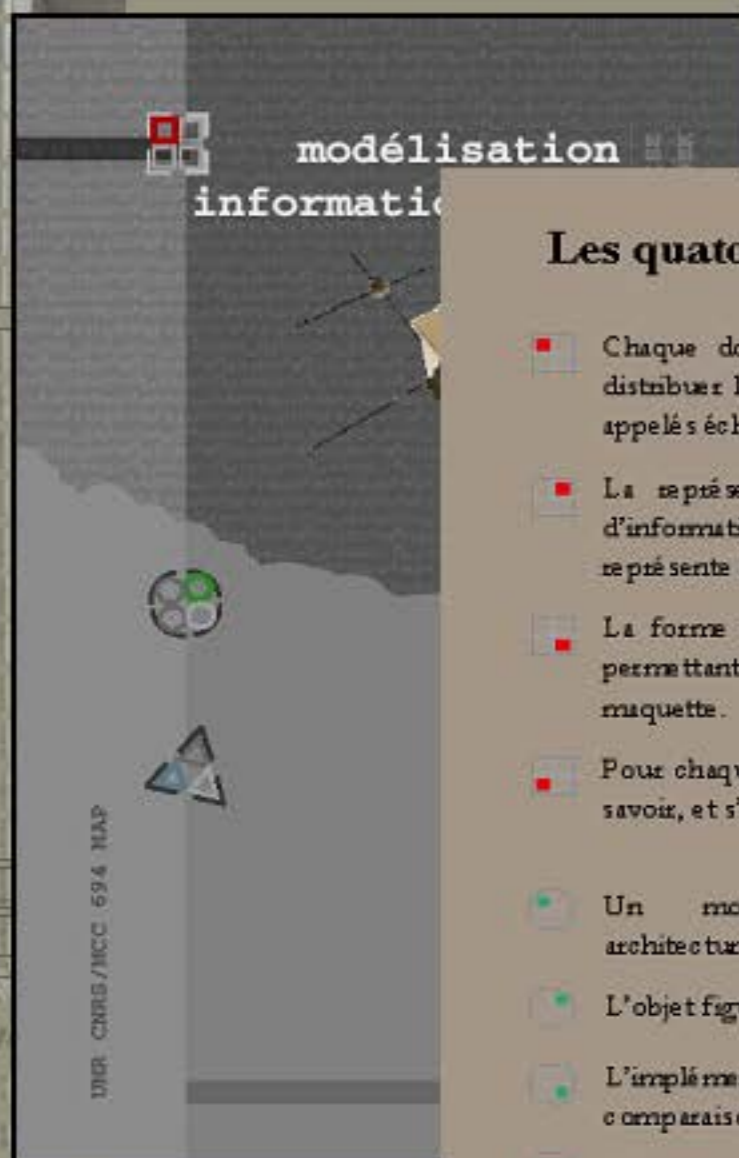 modélisation
informatio
Les quato
Chaque do
distribuer l
appelés éch
La représe
d'informati
représente
La forme
permettant
maquette.
Pour chaqu
savoir, et s'
Un mo
architectur
L'objet figu
L'impléme
comparaiso
UMR CNRS/MCC 694 MAP